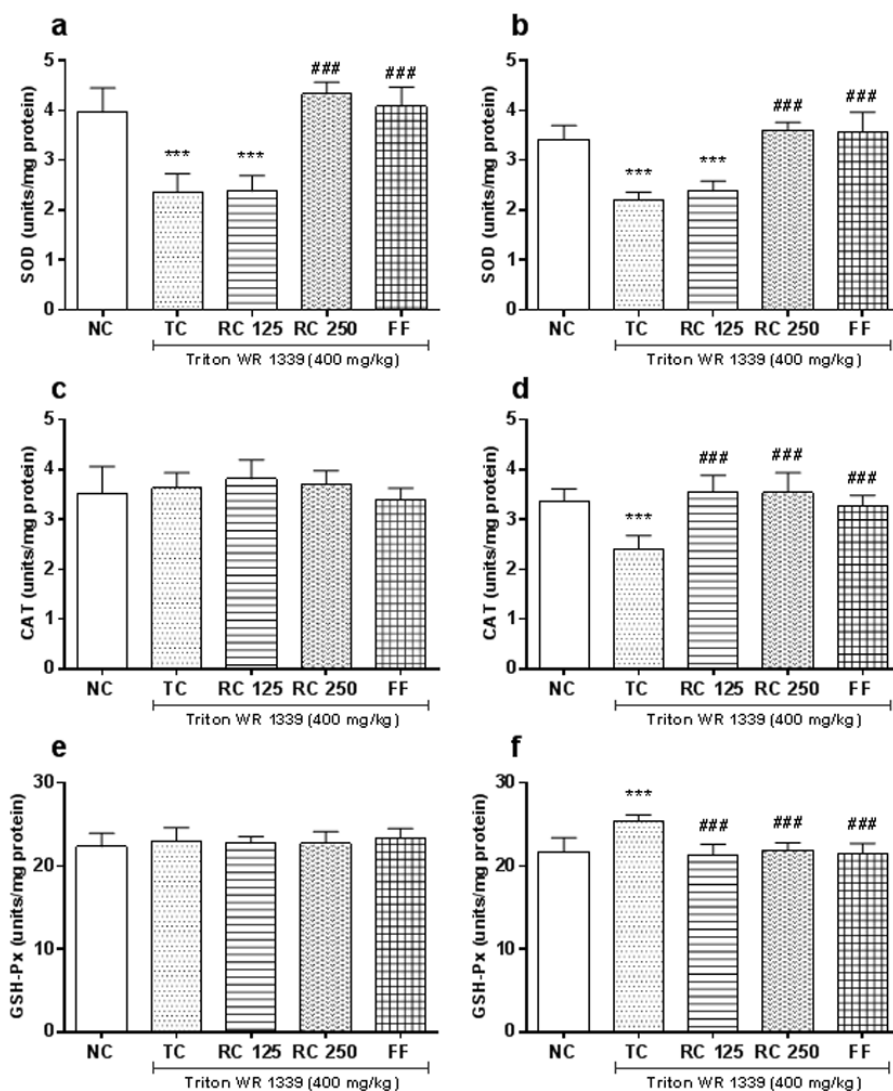 a
SOD (units/mg protein)
5
4
3
2
1
0
***
***
###
###
NC
TC
RC 125
RC 250
FF
Triton WR 1339 (400 mg/kg)
b
SOD (units/mg protein)
5
4
3
2
1
0
***
***
###
###
NC
TC
RC 125
RC 250
FF
Triton WR 1339 (400 mg/kg)
c
CAT (units/mg protein)
5
4
3
2
1
0
NC
TC
RC 125
RC 250
FF
Triton WR 1339 (400 mg/kg)
d
CAT (units/mg protein)
5
4
3
2
1
0
***
###
###
###
NC
TC
RC 125
RC 250
FF
Triton WR 1339 (400 mg/kg)
e
GSH-Px (units/mg protein)
30
20
10
0
NC
TC
RC 125
RC 250
FF
Triton WR 1339 (400 mg/kg)
f
GSH-Px (units/mg protein)
30
20
10
0
***
###
###
###
NC
TC
RC 125
RC 250
FF
Triton WR 1339 (400 mg/kg)